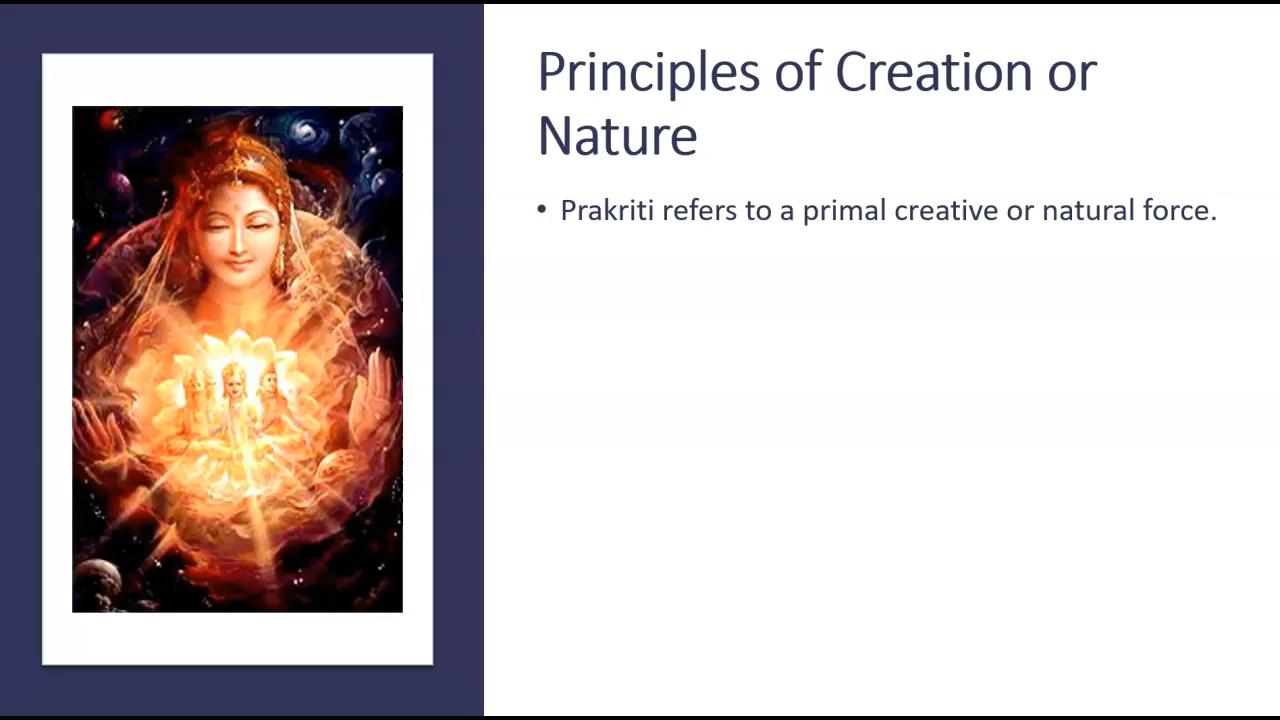 Principles of Creation or
Nature
• Prakriti refers to a primal creative or natural force.